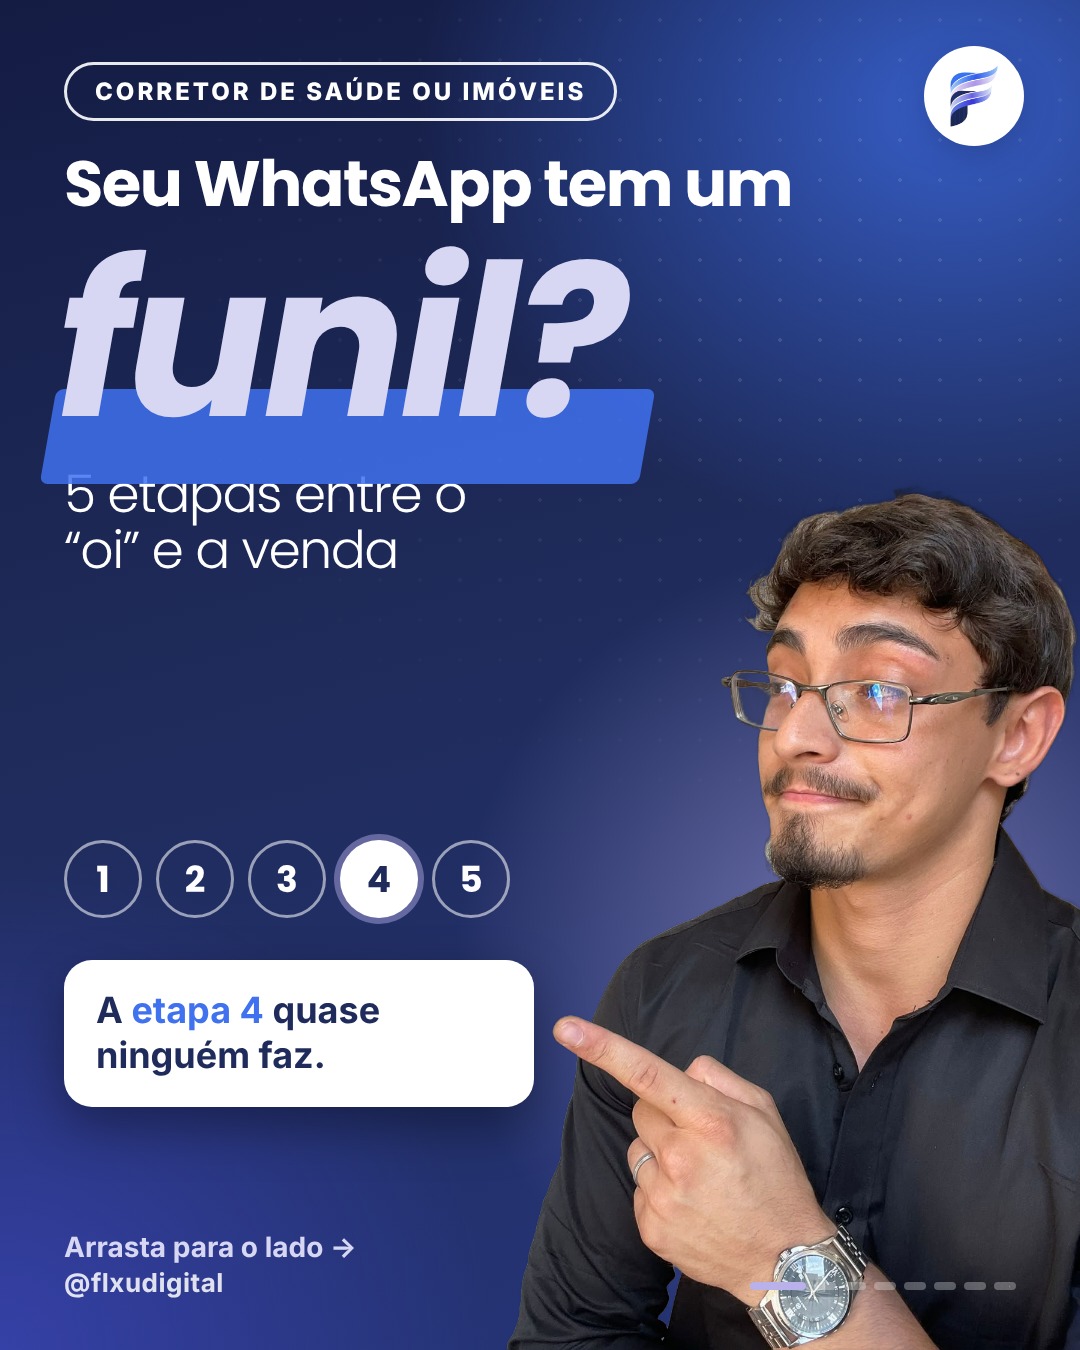 CORRETOR DE SAÚDE OU IMÓVEIS
Seu WhatsApp tem um
funil?
5 etapas entre o
“oi” e a venda
1 2 3 4 5
A etapa 4 quase
ninguém faz.
Arrasta para o lado →
@flxudigital